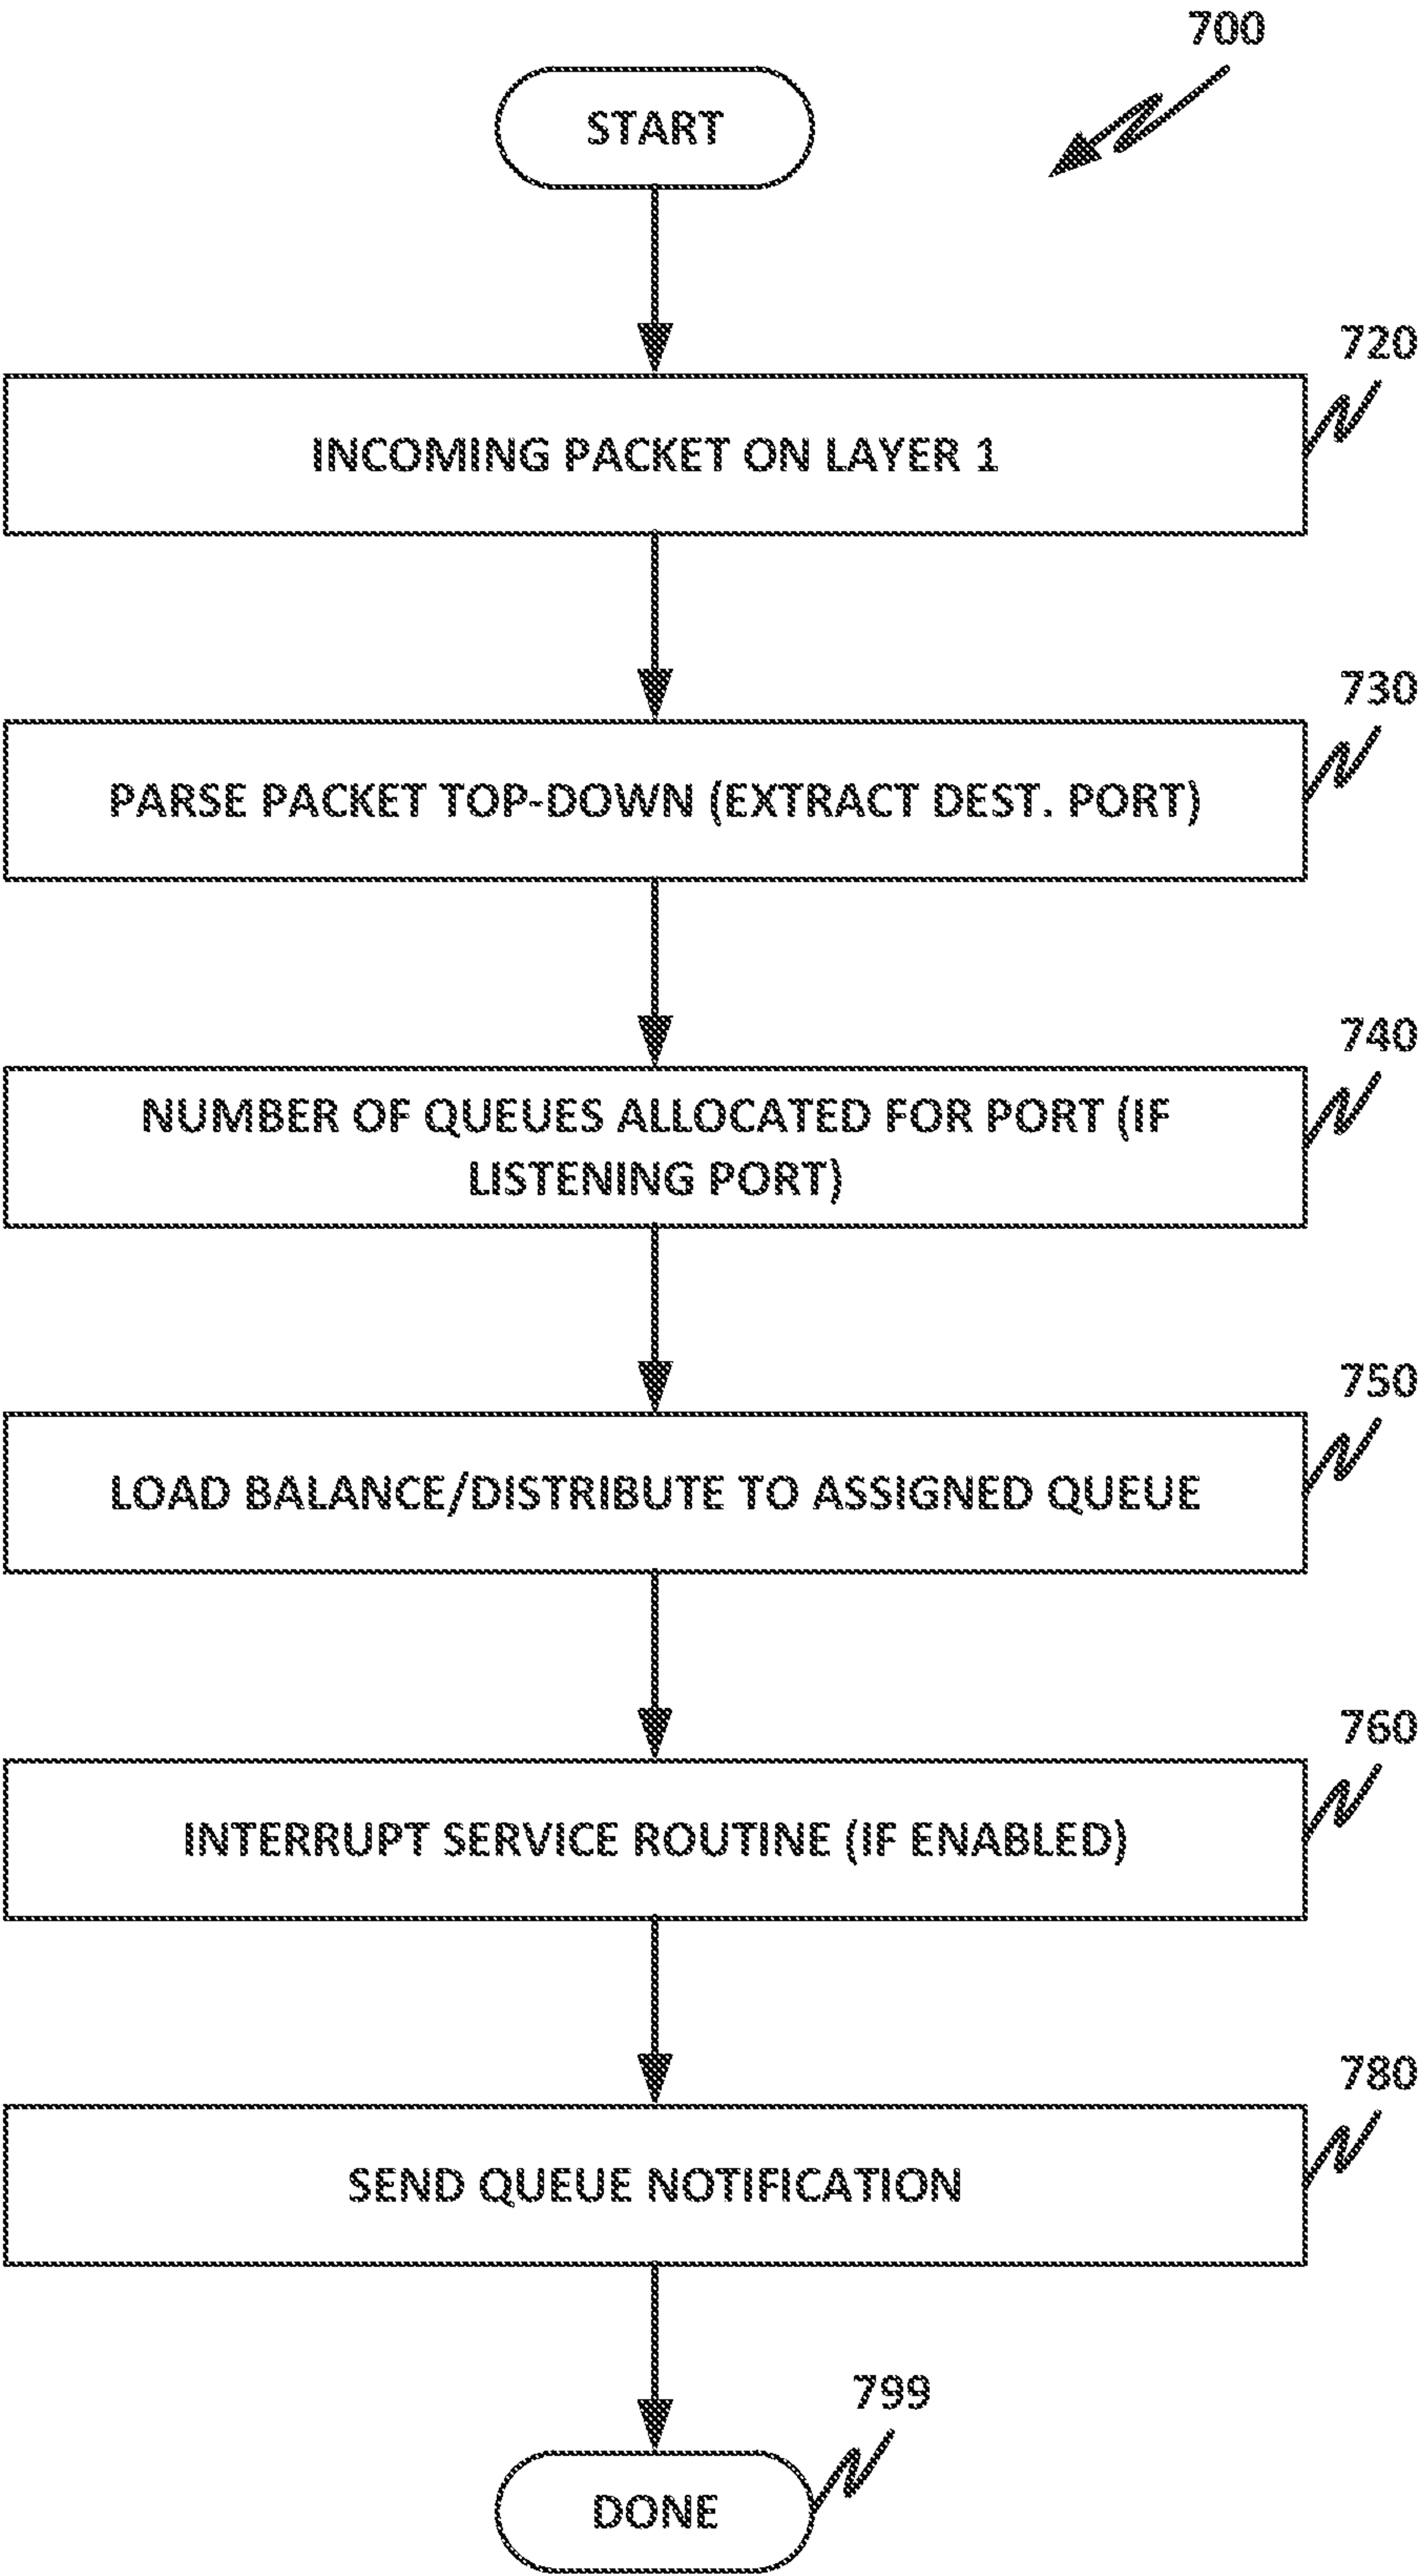 700
START
720
INCOMING PACKET ON LAYER 1
730
PARSE PACKET TOP-DOWN (EXTRACT DEST. PORT)
740
NUMBER OF QUEUES ALLOCATED FOR PORT (IF
LISTENING PORT)
750
LOAD BALANCE/DISTRIBUTE TO ASSIGNED QUEUE
760
INTERRUPT SERVICE ROUTINE (IF ENABLED)
780
SEND QUEUE NOTIFICATION
799
DONE